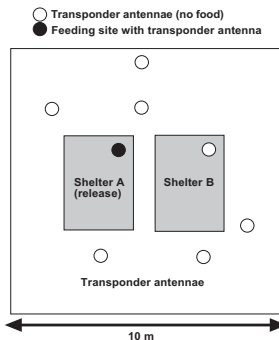 Transponder antennae (no food)
Feeding site with transponder antenna
Shelter A
(release)
Shelter B
Transponder antennae
10 m